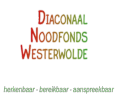 Diaconaal
Noodfonds
Westerwolde
herkenbaar - bereikbaar - aanspreekbaar